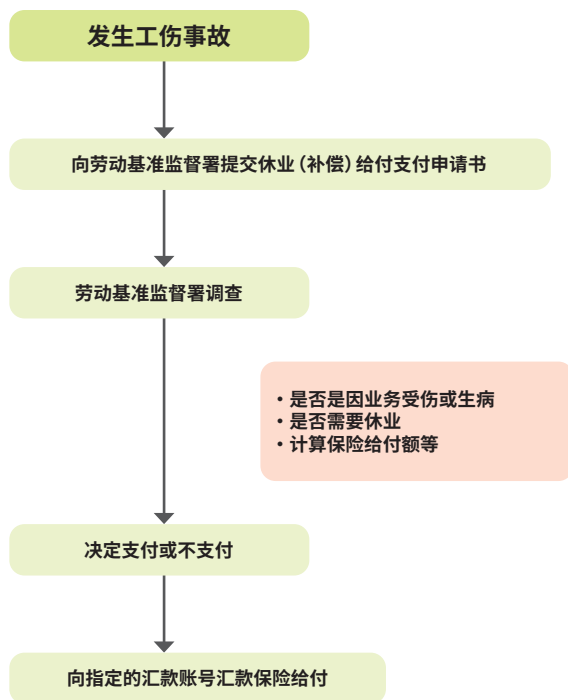 发生工伤事故
向劳动基准监督署提交休业（补偿）给付支付申请书
劳动基准监督署调查
・是否是因业务受伤或生病
・是否需要休业
・计算保险给付额等
决定支付或不支付
向指定的汇款账号汇款保险给付